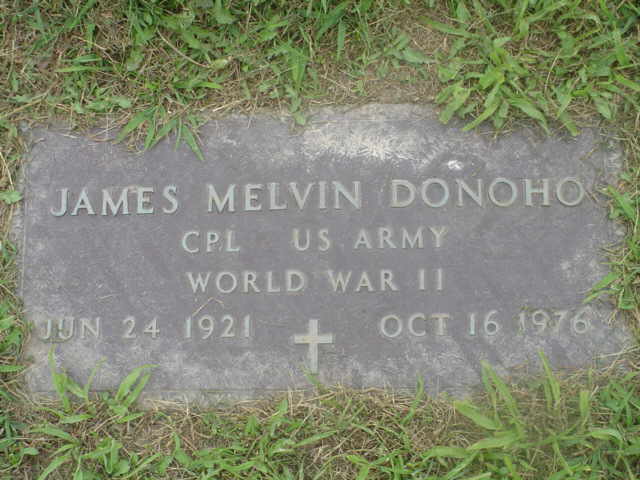 JAMES MELVIN DONOHO
CPL US ARMY
WORLD WAR II
JUN 24 1921 OCT 16 1976